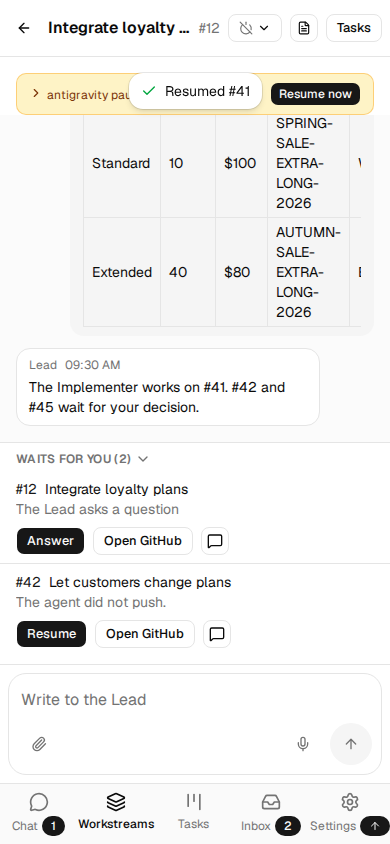 Integrate loyalty ... #12 Tasks
antigravity Resumed #41 Resume now
Standard 10 $100 SPRING-
SALE-
EXTRA-
LONG-
2026
Extended 40 $80 AUTUMN-
SALE-
EXTRA-
LONG-
2026
Lead 09:30 AM
The Implementer works on #41. #42 and
#45 wait for your decision.
WAITS FOR YOU (2)
#12 Integrate loyalty plans
The Lead asks a question
Answer Open GitHub
#42 Let customers change plans
The agent did not push.
Resume Open GitHub
Write to the Lead
Chat 1 Workstreams Tasks Inbox 2 Settings